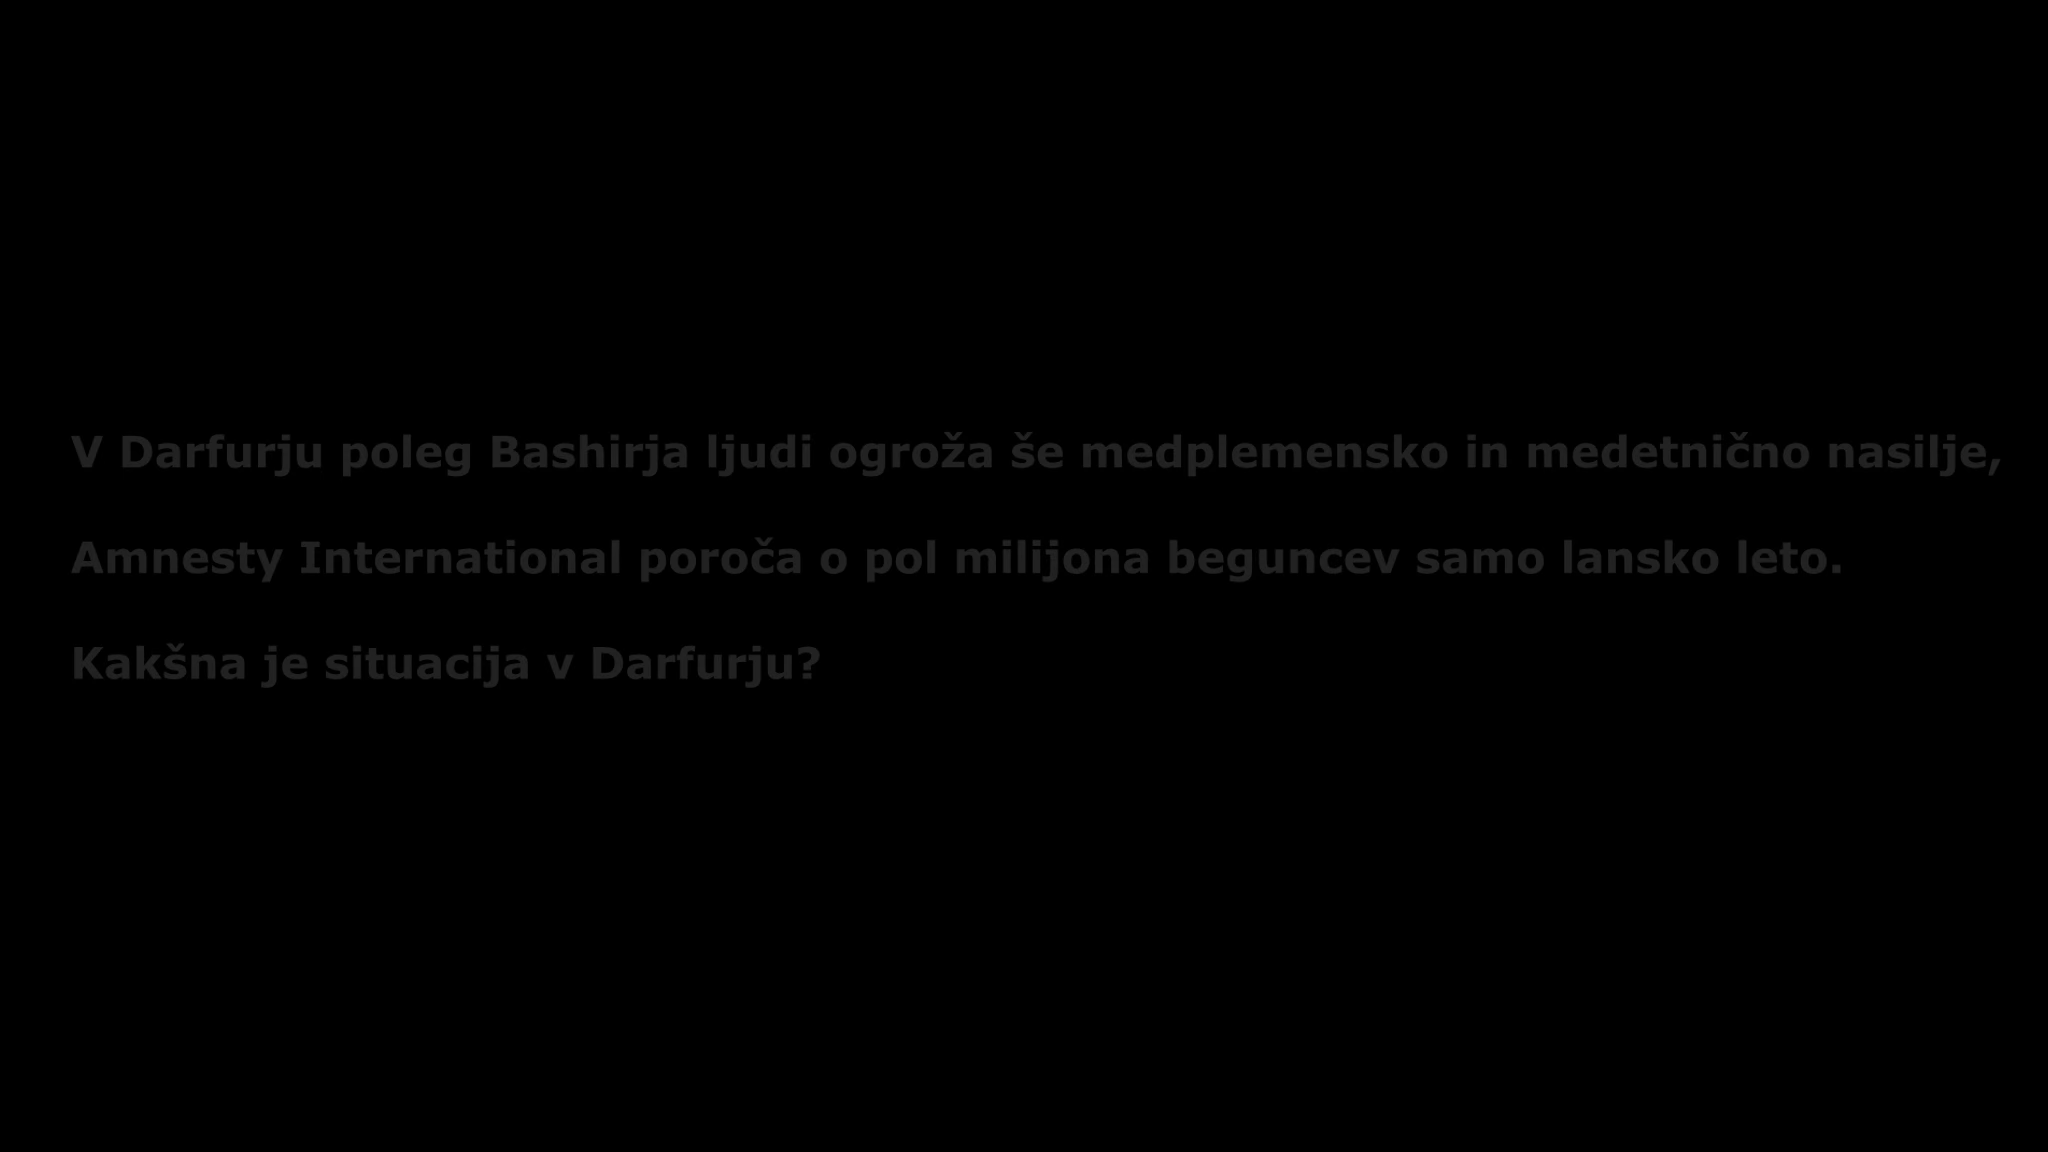 V Darfurju poleg Bashirja ljudi ogroža še medplemensko in medetnično nasilje,
Amnesty International poroča o pol milijona beguncev samo lansko leto.
Kakšna je situacija v Darfurju?